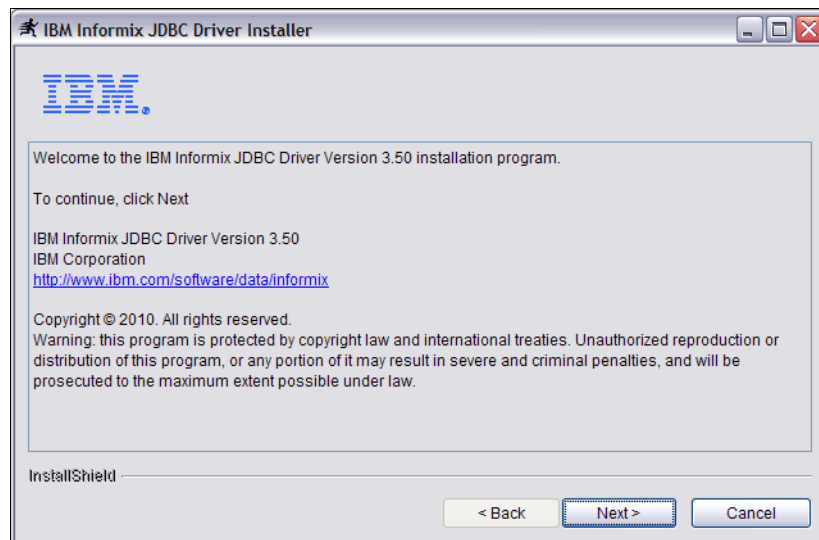 IBM Informix JDBC Driver Installer
IBM.
Welcome to the IBM Informix JDBC Driver Version 3.50 installation program.
To continue, click Next
IBM Informix JDBC Driver Version 3.50
IBM Corporation
http://www.ibm.com/software/data/informix
Copyright © 2010. All rights reserved.
Warning: this program is protected by copyright law and international treaties. Unauthorized reproduction or
distribution of this program, or any portion of it may result in severe and criminal penalties, and will be
prosecuted to the maximum extent possible under law.
InstallShield
< Back Next > Cancel